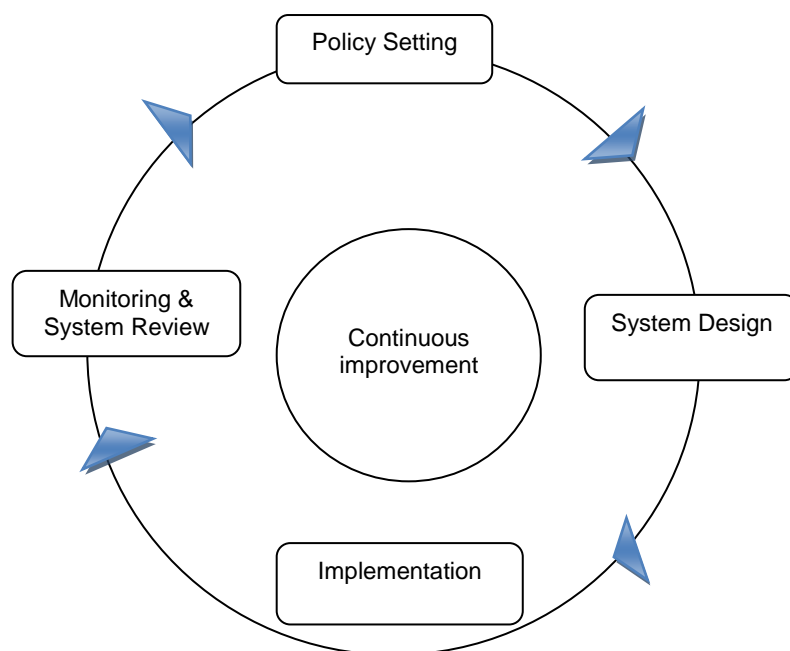 Policy Setting
Monitoring &
System Review
System Design
Continuous
improvement
Implementation